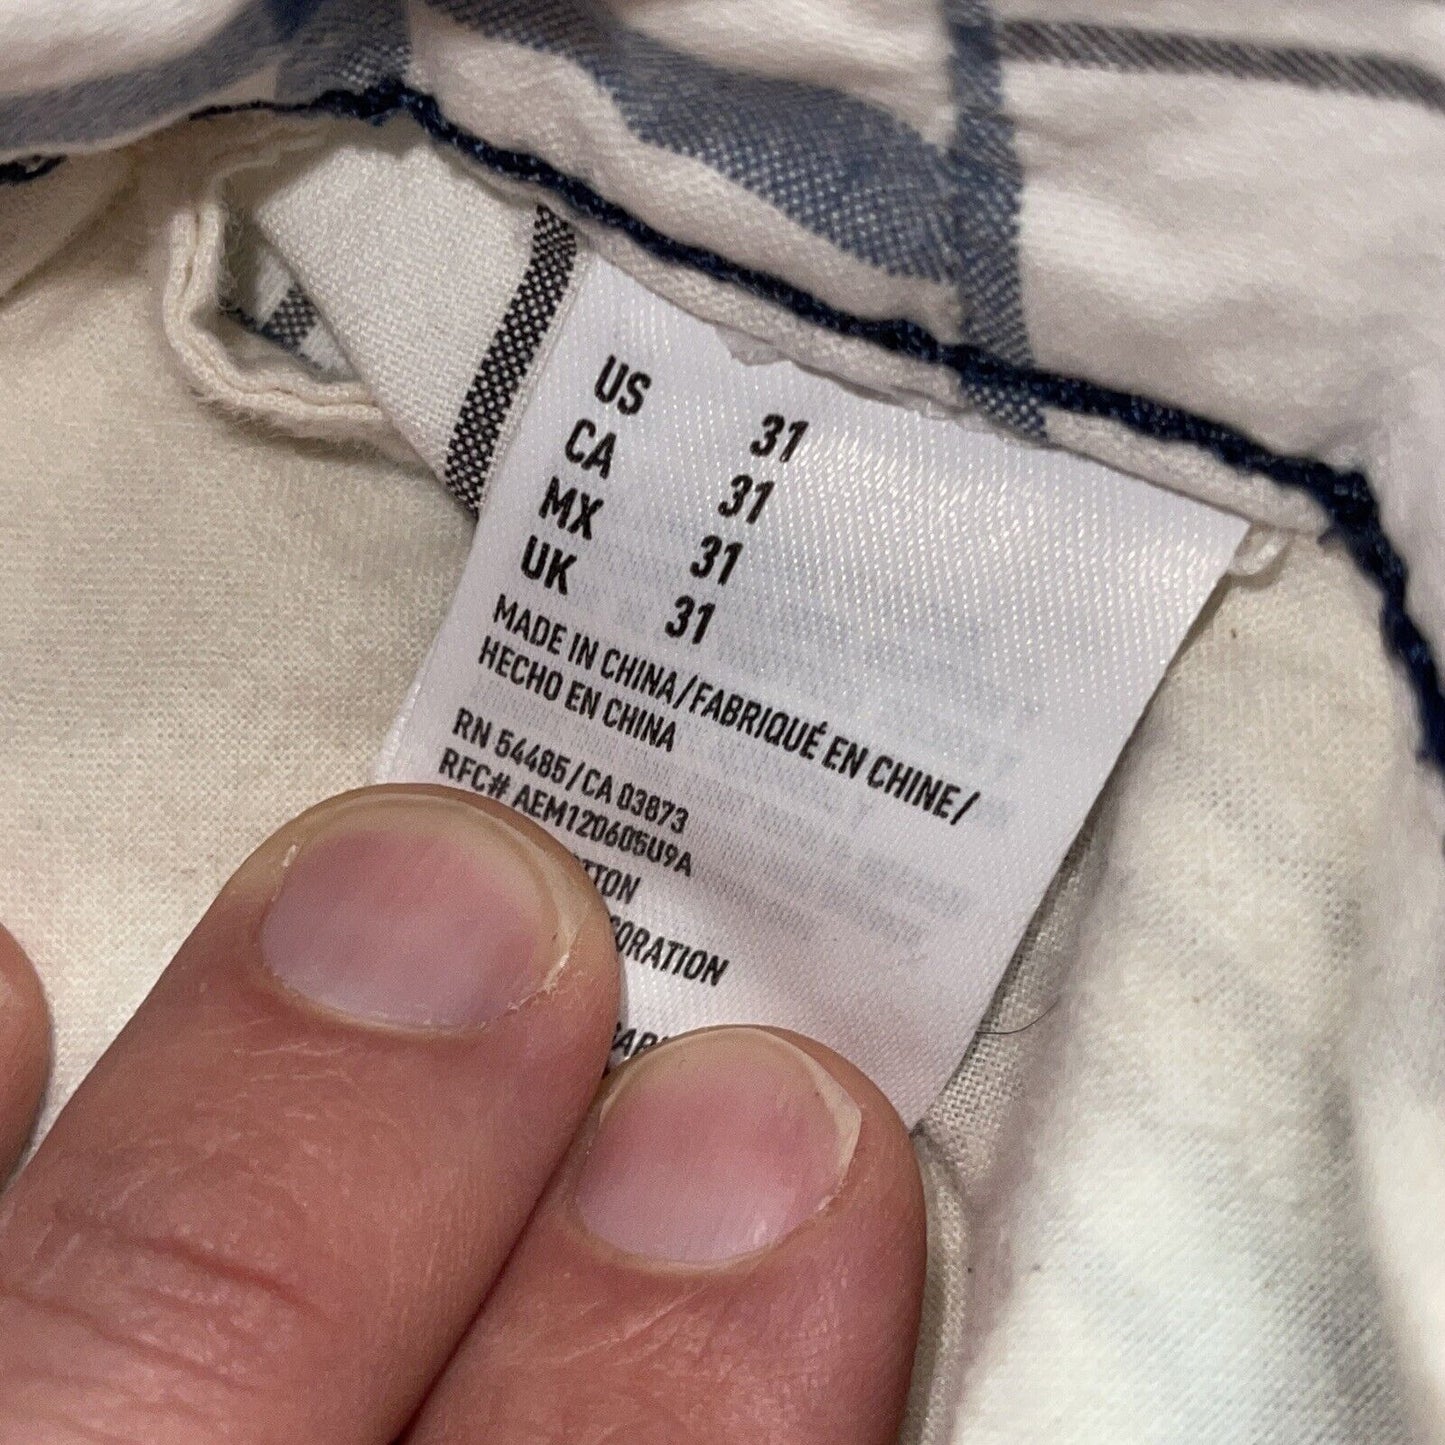 US 31
CA 31
MX 31
UK 31
MADE IN CHINA/FABRIQUÉ EN CHINE/
HECHO EN CHINA
RN 54485/CA 03873
RFC# AEM120605U9A